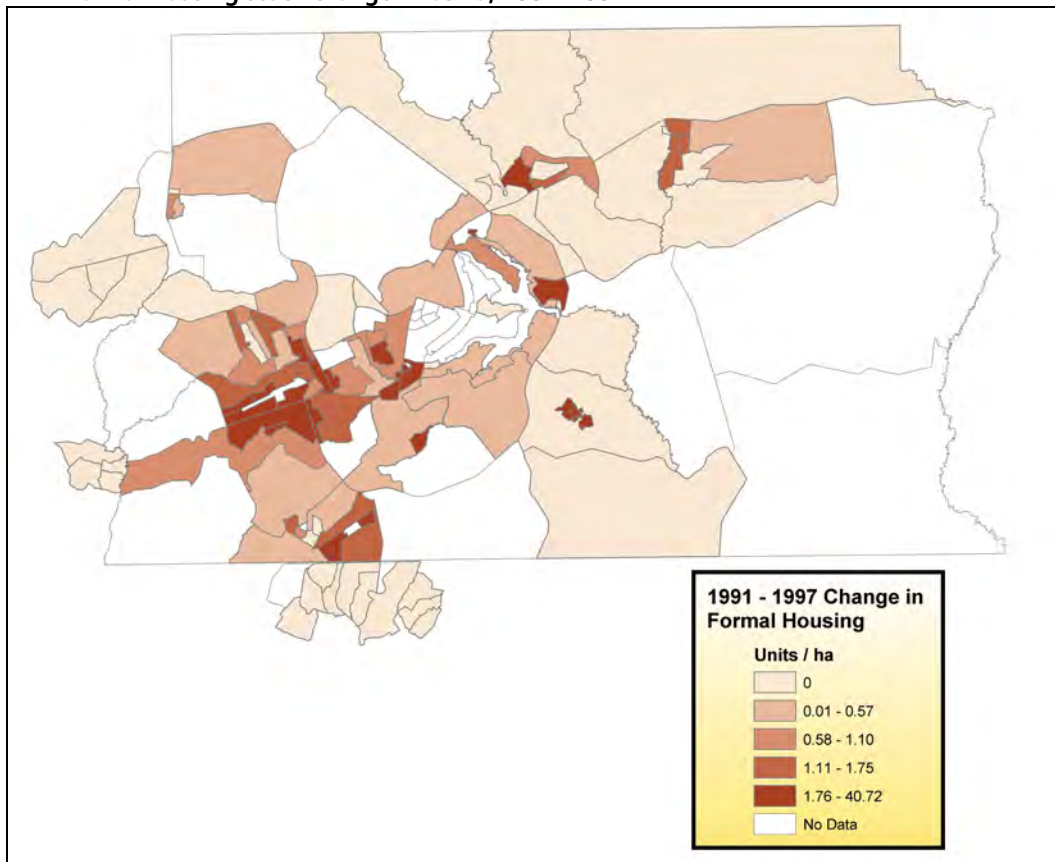 1991 - 1997 Change in
Formal Housing
Units / ha
0
0.01 - 0.57
0.58 - 1.10
1.11 - 1.75
1.76 - 40.72
No Data